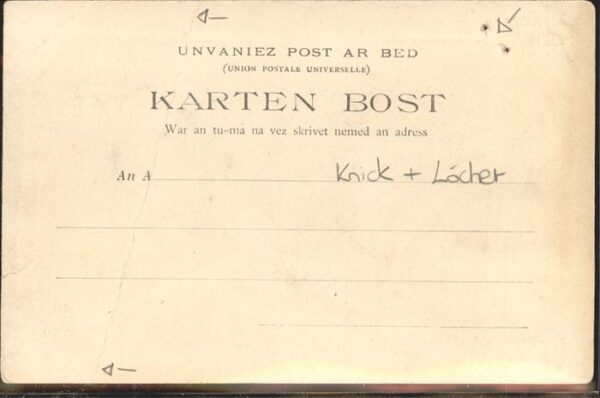 UNVANIEZ POST AR BED
(UNION POSTALE UNIVERSELLE)
KARTEN BOST
War an tu-ma na vez skrivet nemed an adress
An A
Knick + Löcher